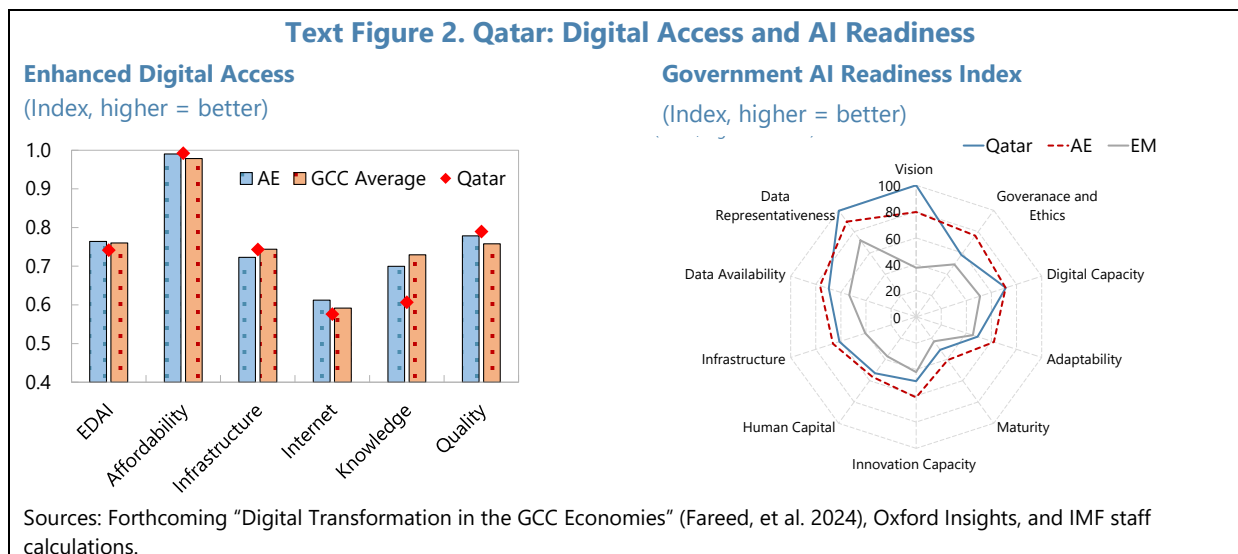 Text Figure 2. Qatar: Digital Access and AI Readiness
Enhanced Digital Access
(Index, higher = better)
1.0
0.9
0.8
0.7
0.6
0.5
0.4
AE GCC Average Qatar
EDAI
Affordability
Infrastructure
Internet
Knowledge
Quality
Government AI Readiness Index
(Index, higher = better)
Qatar AE EM
Vision
Goveranace and
Ethics
Digital Capacity
Adaptability
Maturity
Innovation Capacity
Human Capital
Infrastructure
Data Availability
Data
Representativeness
100
80
60
40
20
0
Sources: Forthcoming “Digital Transformation in the GCC Economies” (Fareed, et al. 2024), Oxford Insights, and IMF staff
calculations.